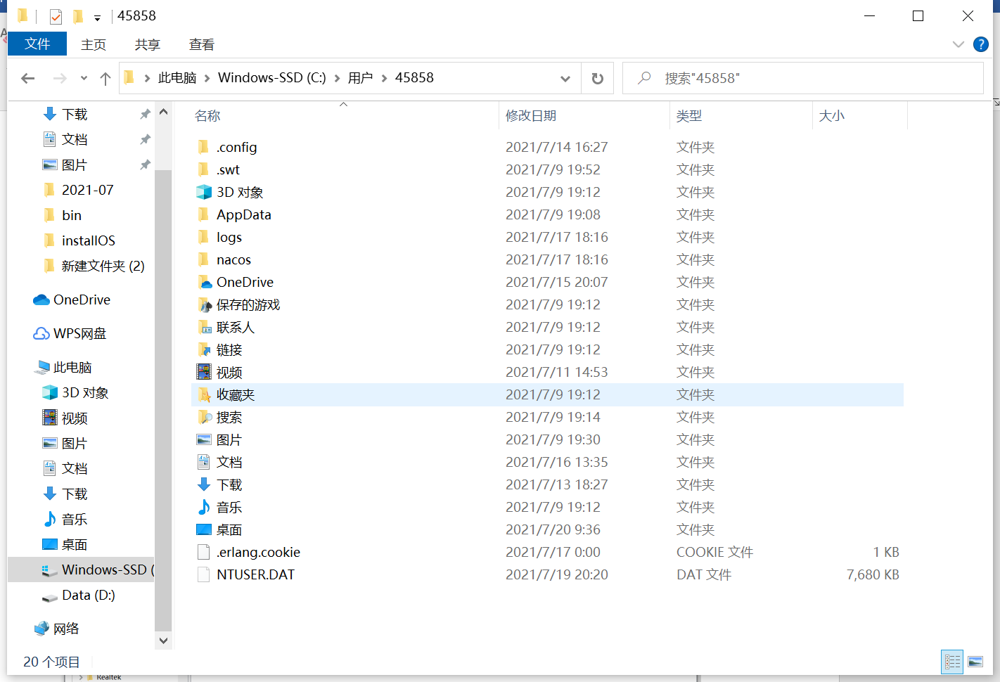 45858
文件 主页 共享 查看
此电脑 Windows-SSD (C:) 用户 45858 搜索"45858"
下载
文档
图片
2021-07
bin
installOS
新建文件夹 (2)
OneDrive
WPS网盘
此电脑
3D 对象
视频
图片
文档
下载
音乐
桌面
Windows-SSD (
Data (D:)
网络
名称 修改日期 类型 大小
.config 2021/7/14 16:27 文件夹
.swt 2021/7/9 19:52 文件夹
3D 对象 2021/7/9 19:12 文件夹
AppData 2021/7/9 19:08 文件夹
logs 2021/7/17 18:16 文件夹
nacos 2021/7/17 18:16 文件夹
OneDrive 2021/7/15 20:07 文件夹
保存的游戏 2021/7/9 19:12 文件夹
联系人 2021/7/9 19:12 文件夹
链接 2021/7/9 19:12 文件夹
视频 2021/7/11 14:53 文件夹
收藏夹 2021/7/9 19:12 文件夹
搜索 2021/7/9 19:14 文件夹
图片 2021/7/9 19:30 文件夹
文档 2021/7/16 13:35 文件夹
下载 2021/7/13 18:27 文件夹
音乐 2021/7/9 19:12 文件夹
桌面 2021/7/20 9:36 文件夹
.erlang.cookie 2021/7/17 0:00 COOKIE 文件 1 KB
NTUSER.DAT 2021/7/19 20:20 DAT 文件 7,680 KB
20 个项目
Realtek